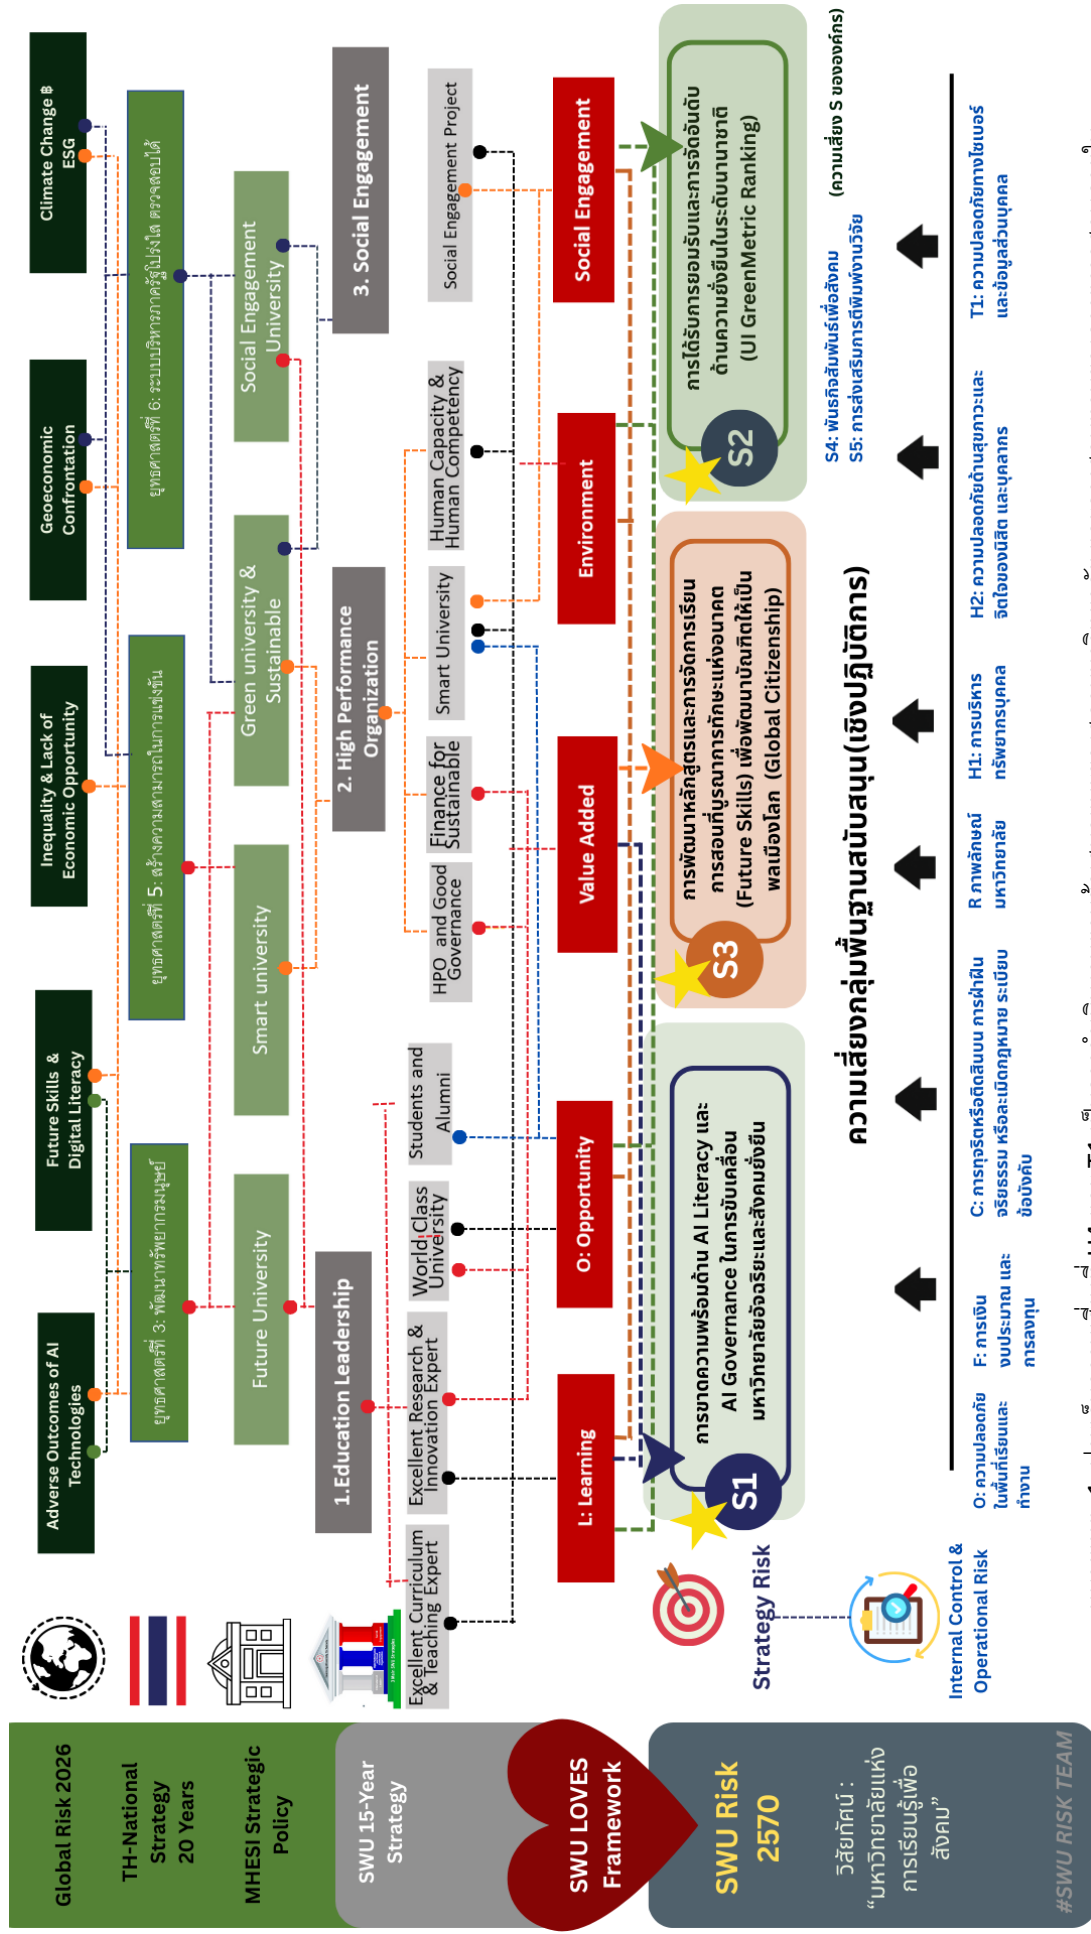 Global Risk 2026
Adverse Outcomes of AI
Technologies
Future Skills &
Digital Literacy
Inequality & Lack of
Economic Opportunity
Geoeconomic
Confrontation
Climate Change ฿
ESG
TH-National
Strategy
20 Years
ยุทธศาสตร์ที่ 3: พัฒนาทรัพยากรมนุษย์
ยุทธศาสตร์ที่ 5: สร้างความสามารถในการแข่งขัน
ยุทธศาสตร์ที่ 6: ระบบบริหารภาครัฐโปร่งใส ตรวจสอบได้
MHESI Strategic
Policy
Future University
Smart university
Green university &
Sustainable
Social Engagement
University
SWU 15-Year
Strategy
1.Education Leadership
2. High Performance
Organization
3. Social Engagement
Excellent Curriculum
& Teaching Expert
Excellent Research &
Innovation Expert
World Class
University
Students and
Alumni
HPO and Good
Governance
Finance for
Sustainable
Smart University
Human Capacity &
Human Competency
Social Engagement Project
SWU LOVES
Framework
L: Learning
O: Opportunity
Value Added
Environment
Social Engagement
SWU Risk
2570
วิสัยทัศน์ :
“มหาวิทยาลัยแห่ง
การเรียนรู้เพื่อ
สังคม”
#SWU RISK TEAM
Strategy Risk
S1
การขาดความพร้อมด้าน AI Literacy และ
AI Governance ในการขับเคลื่อน
มหาวิทยาลัยอัจฉริยะและสังคมยั่งยืน
S3
การพัฒนาหลักสูตรและการจัดการเรียน
การสอนที่บูรณาการทักษะแห่งอนาคต
(Future Skills) เพื่อพัฒนาบัณฑิตให้เป็น
พลเมืองโลก (Global Citizenship)
S2
การได้รับการยอมรับและการจัดอันดับ
ด้านความยั่งยืนในระดับนานาชาติ
(UI GreenMetric Ranking)
S4: พันธกิจสัมพันธ์เพื่อสังคม
S5: การส่งเสริมการตีพิมพ์งานวิจัย
(ความเสี่ยง S ขององค์กร)
ความเสี่ยงกลุ่มพื้นฐานสนับสนุน(เชิงปฏิบัติการ)
Internal Control &
Operational Risk
O: ความปลอดภัย
ในพื้นที่เรียนและ
ทำงาน
F: การเงิน
งบประมาณ และ
การลงทุน
C: การทุจริตหรือติดสินบน การฝ่าฝืน
จริยธรรม หรือละเมิดกฎหมาย ระเบียบ
ข้อบังคับ
R ภาพลักษณ์
มหาวิทยาลัย
H1: การบริหาร
ทรัพยากรบุคคล
H2: ความปลอดภัยด้านสุขภาวะและ
จิตใจของนิสิต และบุคลากร
T1: ความปลอดภัยทางไซเบอร์
และข้อมูลส่วนบุคคล